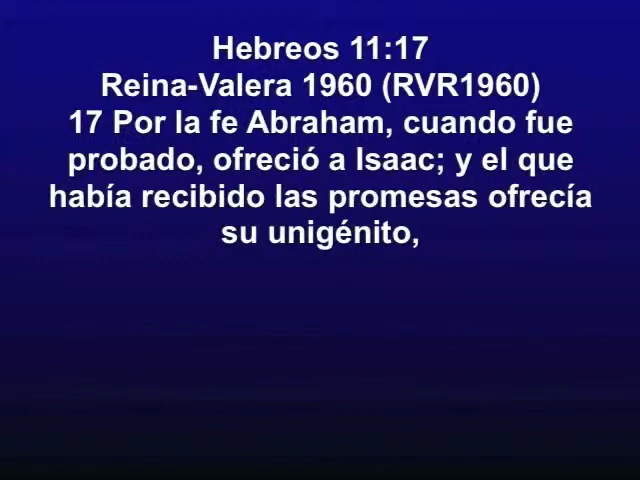 Hebreos 11:17
Reina-Valera 1960 (RVR1960)
17 Por la fe Abraham, cuando fue
probado, ofreció a Isaac; y el que
había recibido las promesas ofrecía
su unigénito,